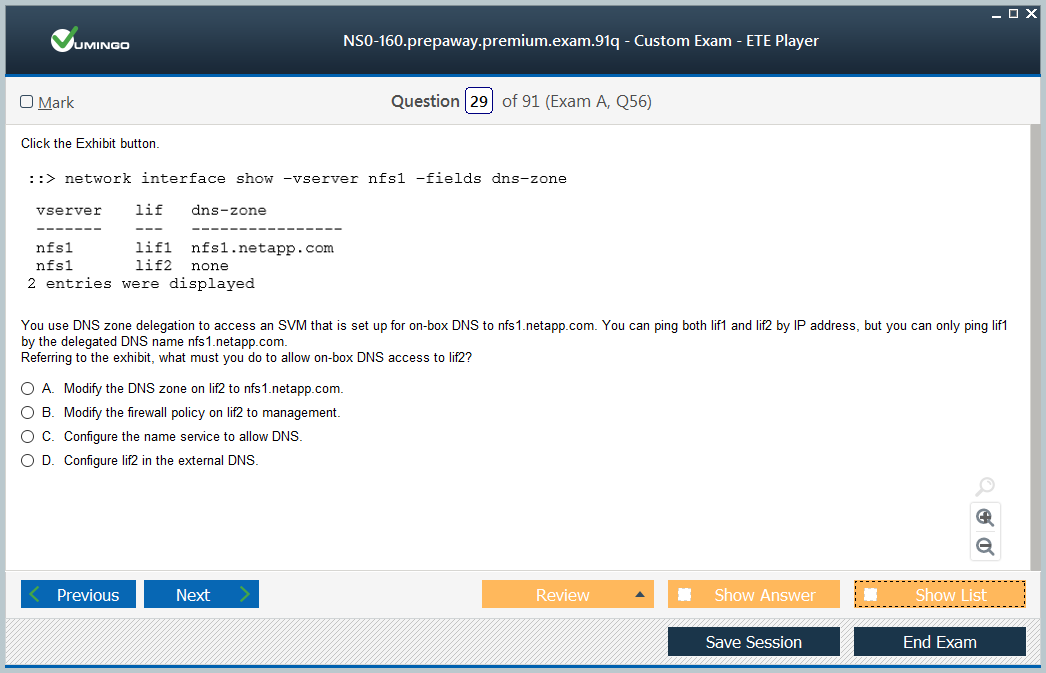 VUMINGO
NS0-160.prepaway.premium.exam.91q - Custom Exam - ETE Player
Mark
Question 29 of 91 (Exam A, Q56)
Click the Exhibit button.
::> network interface show -vserver nfs1 -fields dns-zone
vserver lif dns-zone
------- --- ----------------
nfs1 lif1 nfs1.netapp.com
nfs1 lif2 none
2 entries were displayed
You use DNS zone delegation to access an SVM that is set up for on-box DNS to nfs1.netapp.com. You can ping both lif1 and lif2 by IP address, but you can only ping lif1
by the delegated DNS name nfs1.netapp.com.
Referring to the exhibit, what must you do to allow on-box DNS access to lif2?
A. Modify the DNS zone on lif2 to nfs1.netapp.com.
B. Modify the firewall policy on lif2 to management.
C. Configure the name service to allow DNS.
D. Configure lif2 in the external DNS.
Previous
Next
Review
Show Answer
Show List
Save Session
End Exam